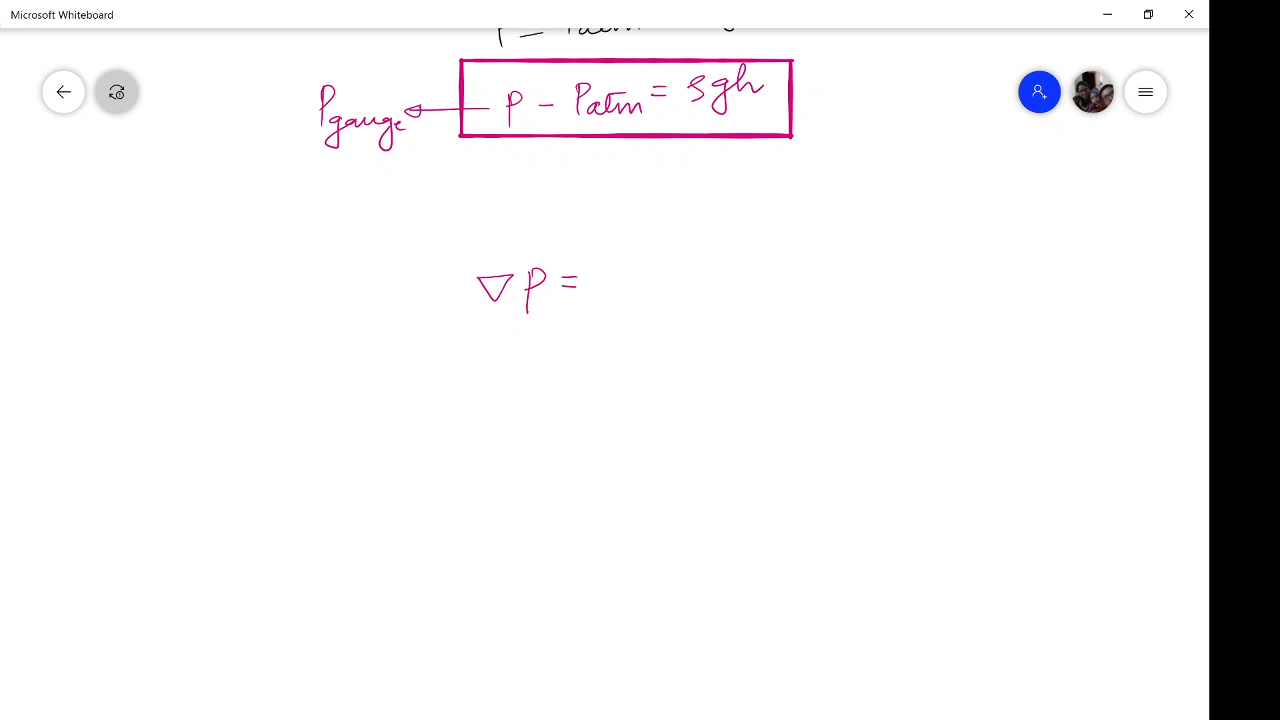 Microsoft Whiteboard
P - Patm = ρgh
Pgauge
∇P =